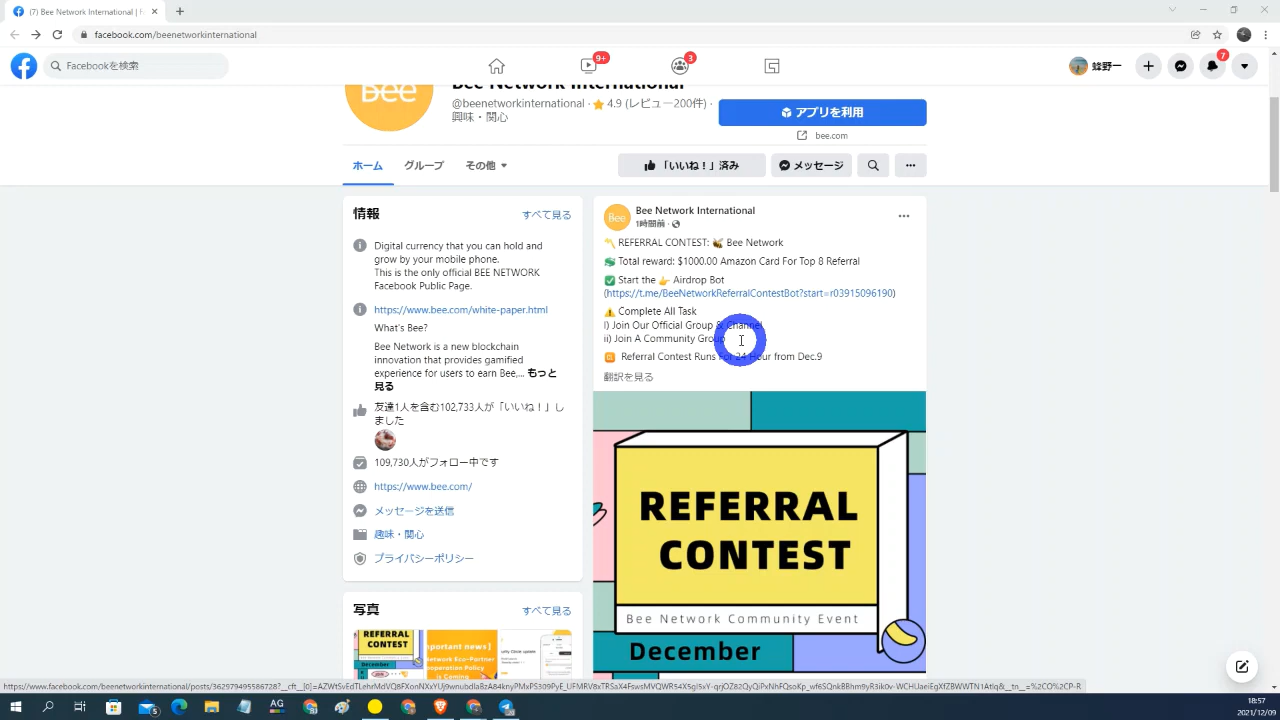 (7) Bee Network International | F
facebook.com/beenetworkinternational
Facebookを検索
9+
3
蜂野一
7
Bee Network International
Bee
@beenetworkinternational · 4.9 (レビュー200件) ·
興味・関心
アプリを利用
bee.com
ホーム
グループ
その他
「いいね！」済み
メッセージ
情報
すべて見る
Digital currency that you can hold and
grow by your mobile phone.
This is the only official BEE NETWORK
Facebook Public Page.
https://www.bee.com/white-paper.html
What's Bee?
Bee Network is a new blockchain
innovation that provides gamified
experience for users to earn Bee,... もっと
見る
友達1人を含む102,733人が「いいね！」し
ました
109,730人がフォロー中です
https://www.bee.com/
メッセージを送信
趣味・関心
プライバシーポリシー
写真
すべて見る
REFERRAL
CONTEST
December
Bee
Bee Network International
1時間前 ·
REFERRAL CONTEST: Bee Network
Total reward: $1000.00 Amazon Card For Top 8 Referral
Start the Airdrop Bot
(https://t.me/BeeNetworkReferralContestBot?start=r03915096190)
Complete All Task
I) Join Our Official Group & Channel
ii) Join A Community Group
Referral Contest Runs For 24 Hour from Dec.9
翻訳を見る
REFERRAL
CONTEST
Bee Network Community Event
December
AG
18:57
2021/12/09